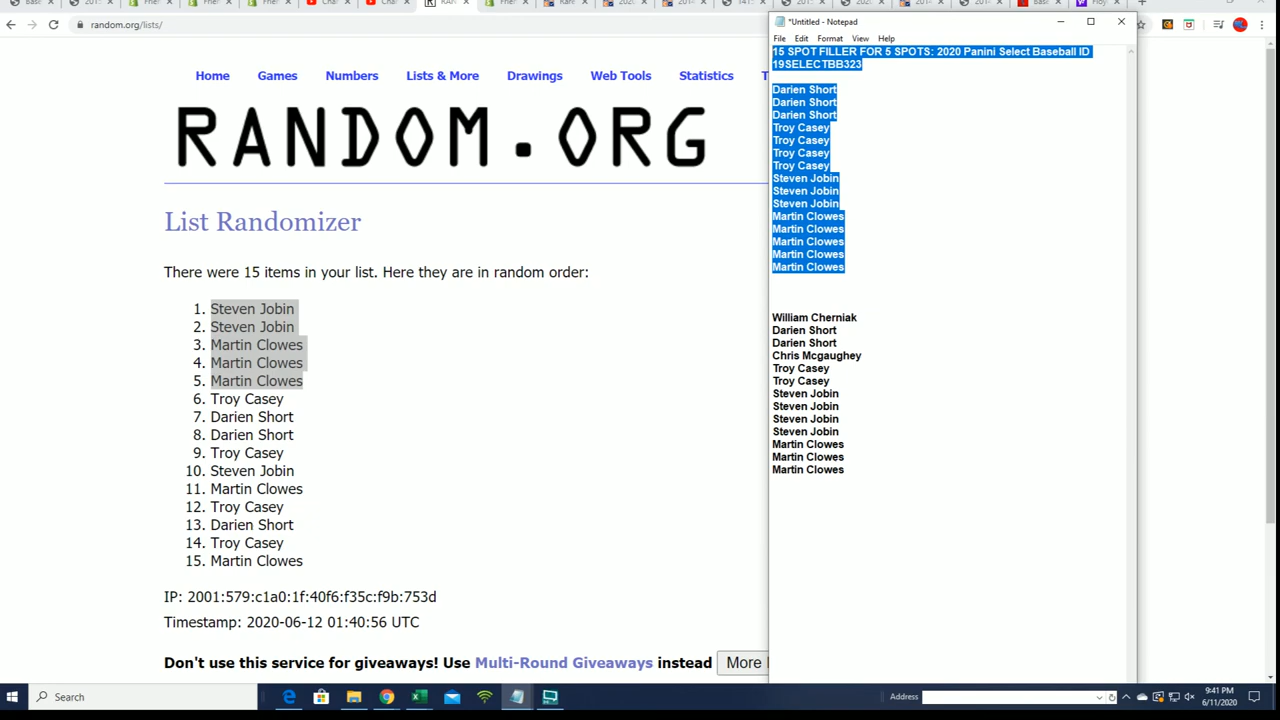 *Untitled - Notepad
random.org/lists/
File Edit Format View Help
Home Games Numbers Lists & More Drawings Web Tools Statistics T
RANDOM.ORG
List Randomizer
There were 15 items in your list. Here they are in random order:
1. Steven Jobin
2. Steven Jobin
3. Martin Clowes
4. Martin Clowes
5. Martin Clowes
6. Troy Casey
7. Darien Short
8. Darien Short
9. Troy Casey
10. Steven Jobin
11. Martin Clowes
12. Troy Casey
13. Darien Short
14. Troy Casey
15. Martin Clowes
IP: 2001:579:c1a0:1f:40f6:f35c:f9b:753d
Timestamp: 2020-06-12 01:40:56 UTC
Don't use this service for giveaways! Use Multi-Round Giveaways instead
More
15 SPOT FILLER FOR 5 SPOTS: 2020 Panini Select Baseball ID
19SELECTBB323
Darien Short
Darien Short
Darien Short
Troy Casey
Troy Casey
Troy Casey
Troy Casey
Steven Jobin
Steven Jobin
Steven Jobin
Martin Clowes
Martin Clowes
Martin Clowes
Martin Clowes
Martin Clowes
William Cherniak
Darien Short
Darien Short
Chris Mcgaughey
Troy Casey
Troy Casey
Steven Jobin
Steven Jobin
Steven Jobin
Steven Jobin
Martin Clowes
Martin Clowes
Martin Clowes
Search
Address
9:41 PM
6/11/2020